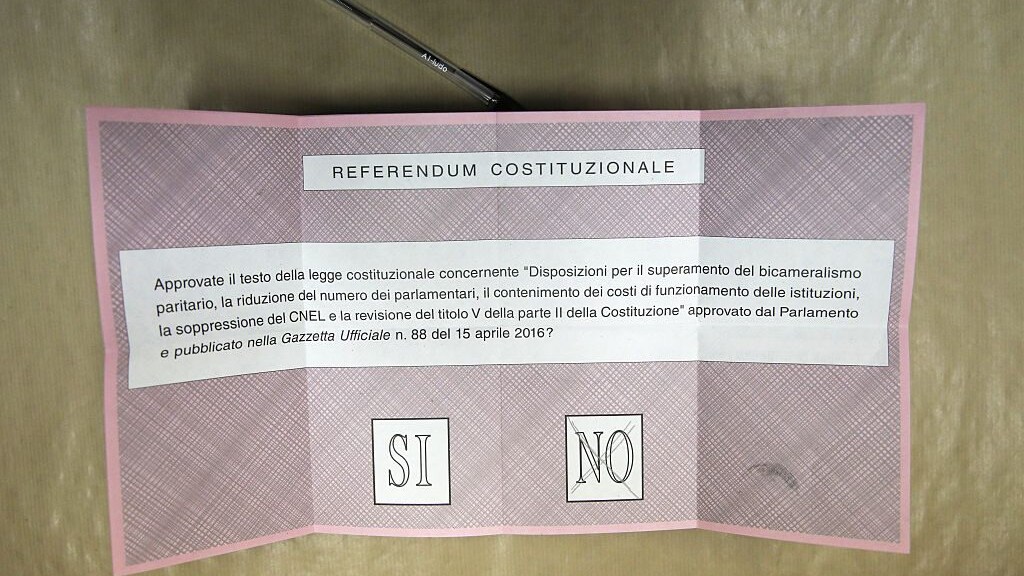 Al-ludo
REFERENDUM COSTITUZIONALE
Approvate il testo della legge costituzionale concernente "Disposizioni per il superamento del bicameralismo
paritario, la riduzione del numero dei parlamentari, il contenimento dei costi di funzionamento delle istituzioni,
la soppressione del CNEL e la revisione del titolo V della parte II della Costituzione" approvato dal Parlamento
e pubblicato nella Gazzetta Ufficiale n. 88 del 15 aprile 2016?
SI
NO